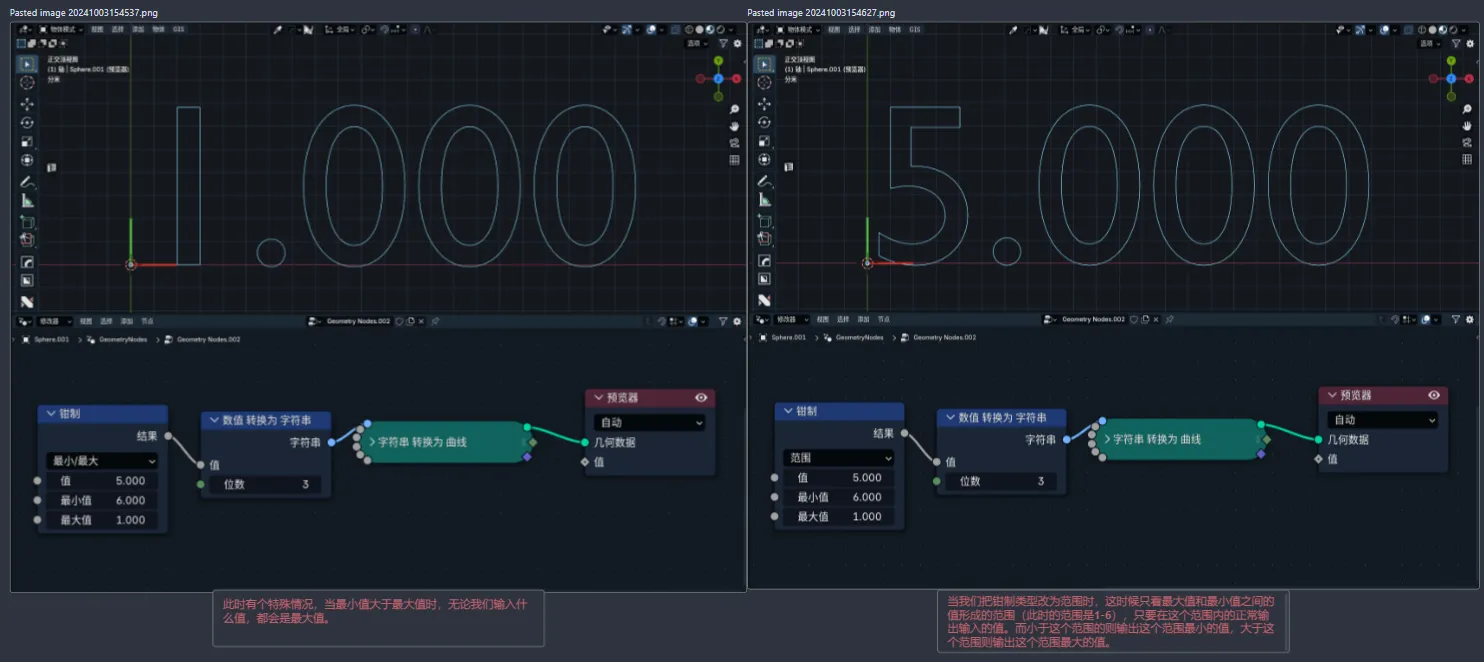 Pasted image 20241003154537.png
物体模式 视图 选择 添加 物体 GIS
全局
选项
正交顶视图
(1) 轴 | Sphere.001 (预览器)
分米
1.000
修改器 视图 选择 添加 节点
Geometry Nodes.002
Sphere.001 > GeometryNodes > Geometry Nodes.002
钳制
结果
最小/最大
值 5.000
最小值 6.000
最大值 1.000
数值 转换为 字符串
字符串
值
位数 3
字符串 转换为 曲线
预览器
自动
几何数据
值
此时有个特殊情况，当最小值大于最大值时，无论我们输入什
么值，都会是最大值。
Pasted image 20241003154627.png
物体模式 视图 选择 添加 物体 GIS
全局
选项
正交顶视图
(1) 轴 | Sphere.001 (预览器)
分米
5.000
修改器 视图 选择 添加 节点
Geometry Nodes.002
Sphere.001 > GeometryNodes > Geometry Nodes.002
钳制
结果
范围
值 5.000
最小值 6.000
最大值 1.000
数值 转换为 字符串
字符串
值
位数 3
字符串 转换为 曲线
预览器
自动
几何数据
值
当我们把钳制类型改为范围时，这时候只看最大值和最小值之间的
值形成的范围（此时的范围是1-6），只要在这个范围内的正常输
出输入的值。而小于这个范围的则输出这个范围最小的值，大于这
个范围则输出这个范围最大的值。